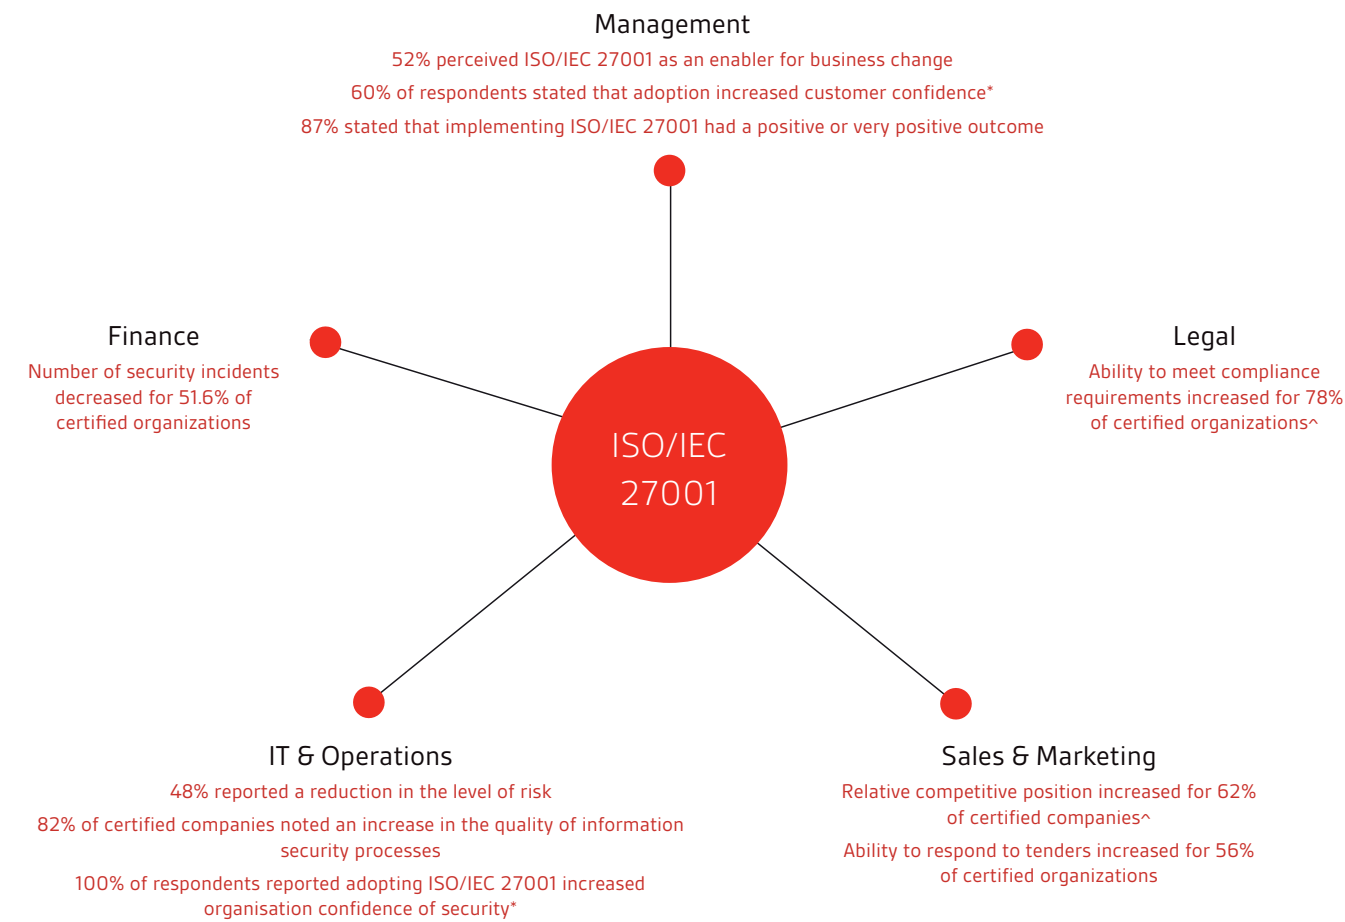 Management
52% perceived ISO/IEC 27001 as an enabler for business change
60% of respondents stated that adoption increased customer confidence*
87% stated that implementing ISO/IEC 27001 had a positive or very positive outcome
Finance
Number of security incidents
decreased for 51.6% of
certified organizations
Legal
Ability to meet compliance
requirements increased for 78%
of certified organizations^
ISO/IEC
27001
IT & Operations
48% reported a reduction in the level of risk
82% of certified companies noted an increase in the quality of information
security processes
100% of respondents reported adopting ISO/IEC 27001 increased
organisation confidence of security*
Sales & Marketing
Relative competitive position increased for 62%
of certified companies^
Ability to respond to tenders increased for 56%
of certified organizations